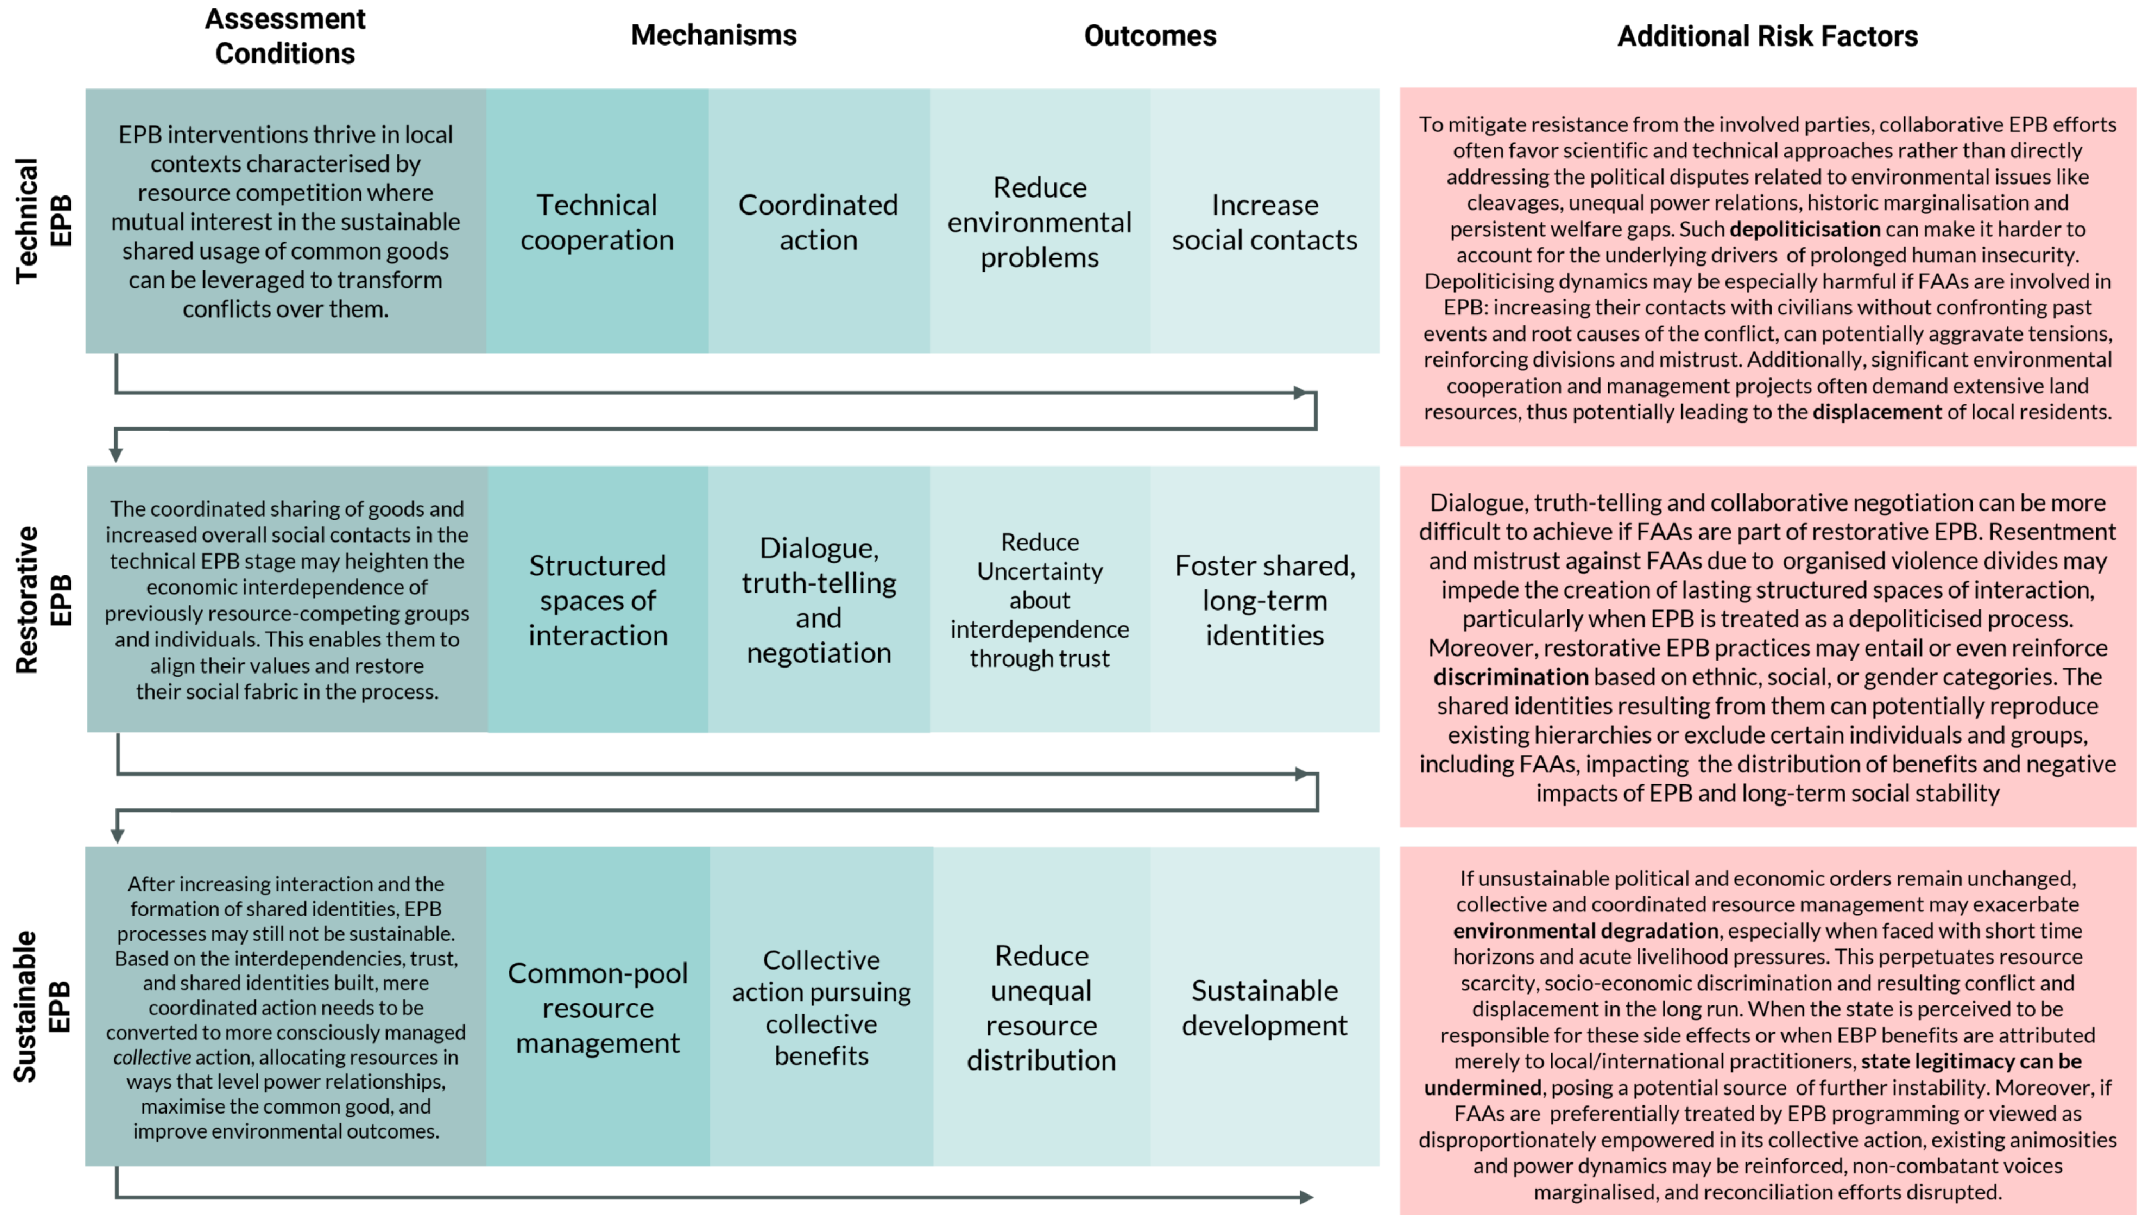 Assessment
Conditions
Mechanisms
Outcomes
Additional Risk Factors
Technical
EPB
EPB interventions thrive in local
contexts characterised by
resource competition where
mutual interest in the sustainable
shared usage of common goods
can be leveraged to transform
conflicts over them.
Technical
cooperation
Coordinated
action
Reduce
environmental
problems
Increase
social contacts
To mitigate resistance from the involved parties, collaborative EPB efforts
often favor scientific and technical approaches rather than directly
addressing the political disputes related to environmental issues like
cleavages, unequal power relations, historic marginalisation and
persistent welfare gaps. Such depoliticisation can make it harder to
account for the underlying drivers of prolonged human insecurity.
Depoliticising dynamics may be especially harmful if FAAs are involved in
EPB: increasing their contacts with civilians without confronting past
events and root causes of the conflict, can potentially aggravate tensions,
reinforcing divisions and mistrust. Additionally, significant environmental
cooperation and management projects often demand extensive land
resources, thus potentially leading to the displacement of local residents.
Restorative
EPB
The coordinated sharing of goods and
increased overall social contacts in the
technical EPB stage may heighten the
economic interdependence of
previously resource-competing groups
and individuals. This enables them to
align their values and restore
their social fabric in the process.
Structured
spaces of
interaction
Dialogue,
truth-telling
and
negotiation
Reduce
Uncertainty
about
interdependence
through trust
Foster shared,
long-term
identities
Dialogue, truth-telling and collaborative negotiation can be more
difficult to achieve if FAAs are part of restorative EPB. Resentment
and mistrust against FAAs due to organised violence divides may
impede the creation of lasting structured spaces of interaction,
particularly when EPB is treated as a depoliticised process.
Moreover, restorative EPB practices may entail or even reinforce
discrimination based on ethnic, social, or gender categories. The
shared identities resulting from them can potentially reproduce
existing hierarchies or exclude certain individuals and groups,
including FAAs, impacting the distribution of benefits and negative
impacts of EPB and long-term social stability
Sustainable
EPB
After increasing interaction and the
formation of shared identities, EPB
processes may still not be sustainable.
Based on the interdependencies, trust,
and shared identities built, mere
coordinated action needs to be
converted to more consciously managed
collective action, allocating resources in
ways that level power relationships,
maximise the common good, and
improve environmental outcomes.
Common-pool
resource
management
Collective
action pursuing
collective
benefits
Reduce
unequal
resource
distribution
Sustainable
development
If unsustainable political and economic orders remain unchanged,
collective and coordinated resource management may exacerbate
environmental degradation, especially when faced with short time
horizons and acute livelihood pressures. This perpetuates resource
scarcity, socio-economic discrimination and resulting conflict and
displacement in the long run. When the state is perceived to be
responsible for these side effects or when EBP benefits are attributed
merely to local/international practitioners, state legitimacy can be
undermined, posing a potential source of further instability. Moreover, if
FAAs are preferentially treated by EPB programming or viewed as
disproportionately empowered in its collective action, existing animosities
and power dynamics may be reinforced, non-combatant voices
marginalised, and reconciliation efforts disrupted.